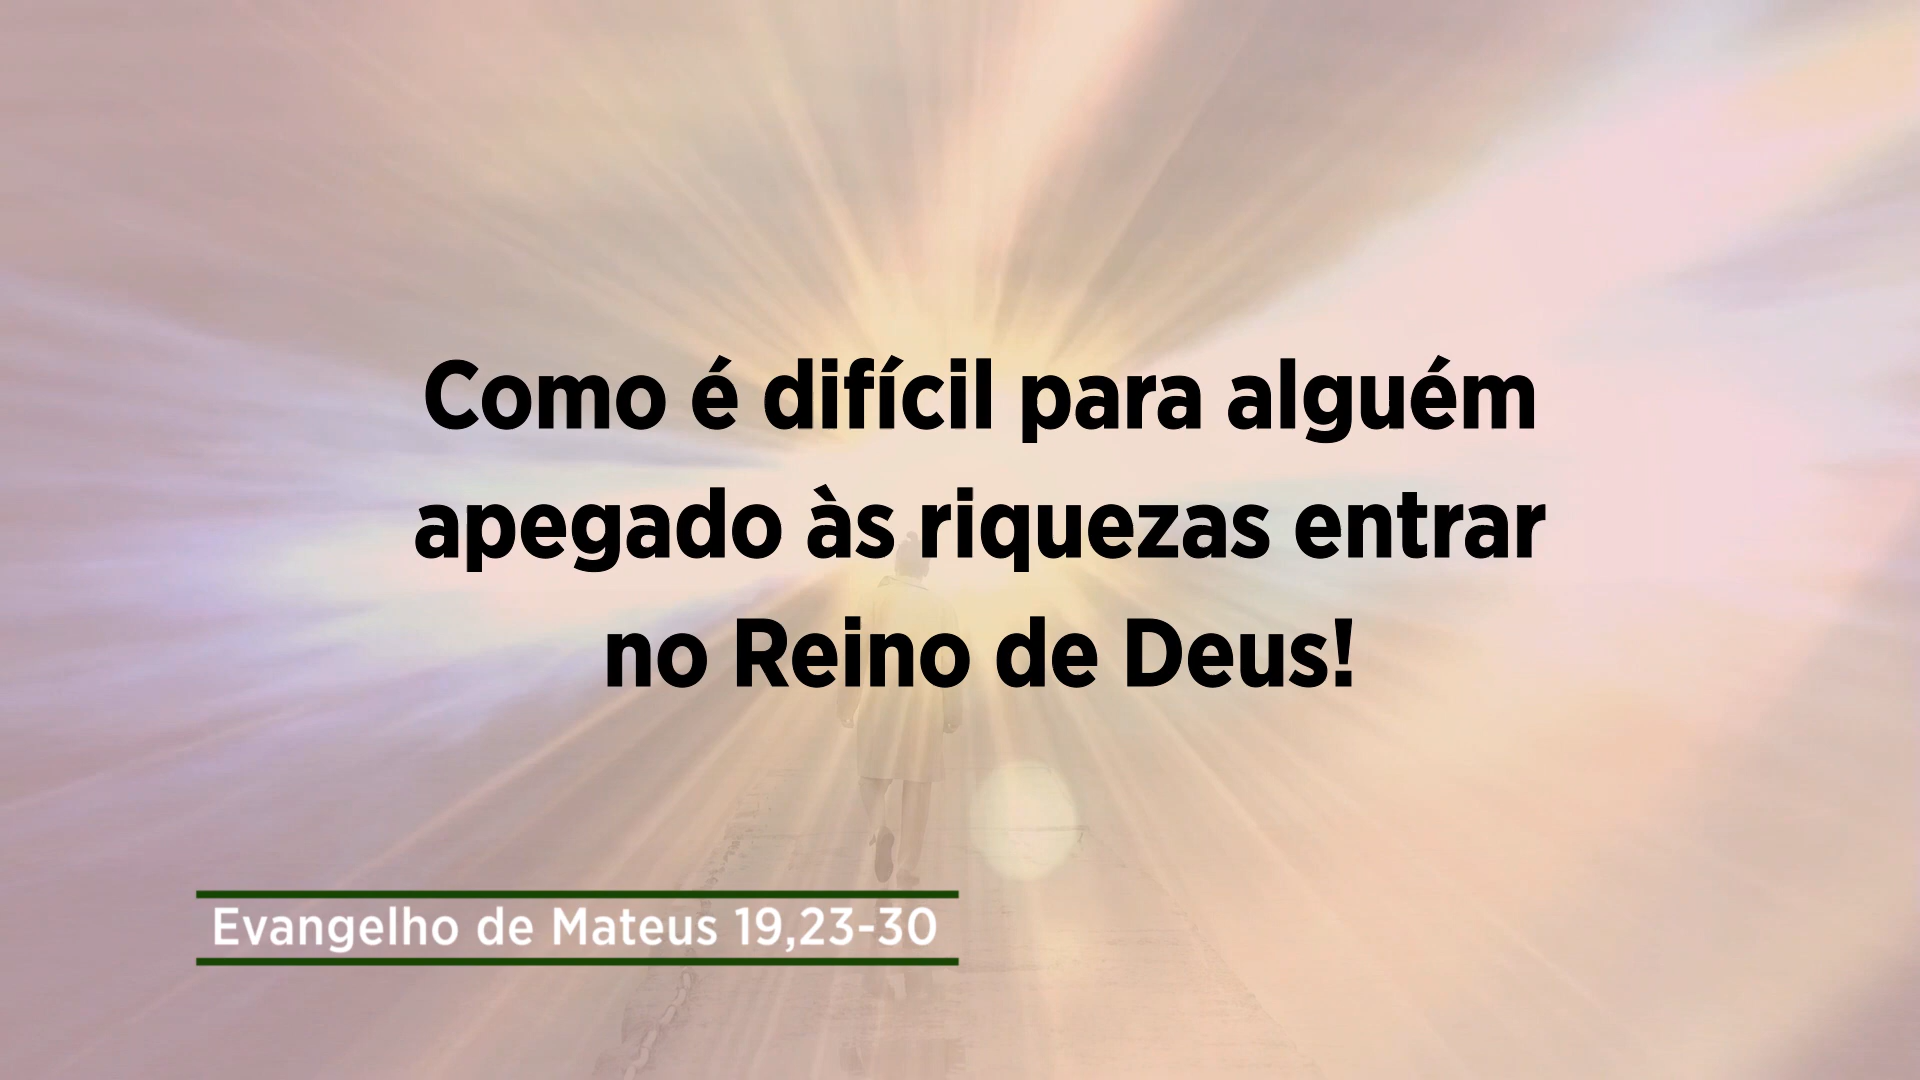 Como é difícil para alguém
apegado às riquezas entrar
no Reino de Deus!
Evangelho de Mateus 19,23-30